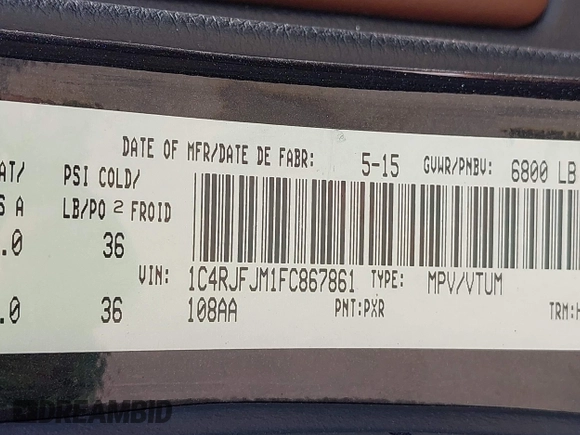 DATE OF MFR/DATE DE FABR: 5-15 GVWR/PNBV: 6800 LB
AT/ PSI COLD/
A LB/PO 2 FROID
.0 36
VIN: 1C4RJFJM1FC867861 TYPE: MPV/VTUM
.0 36 108AA PNT:PXR TRM:H
DREAMBID